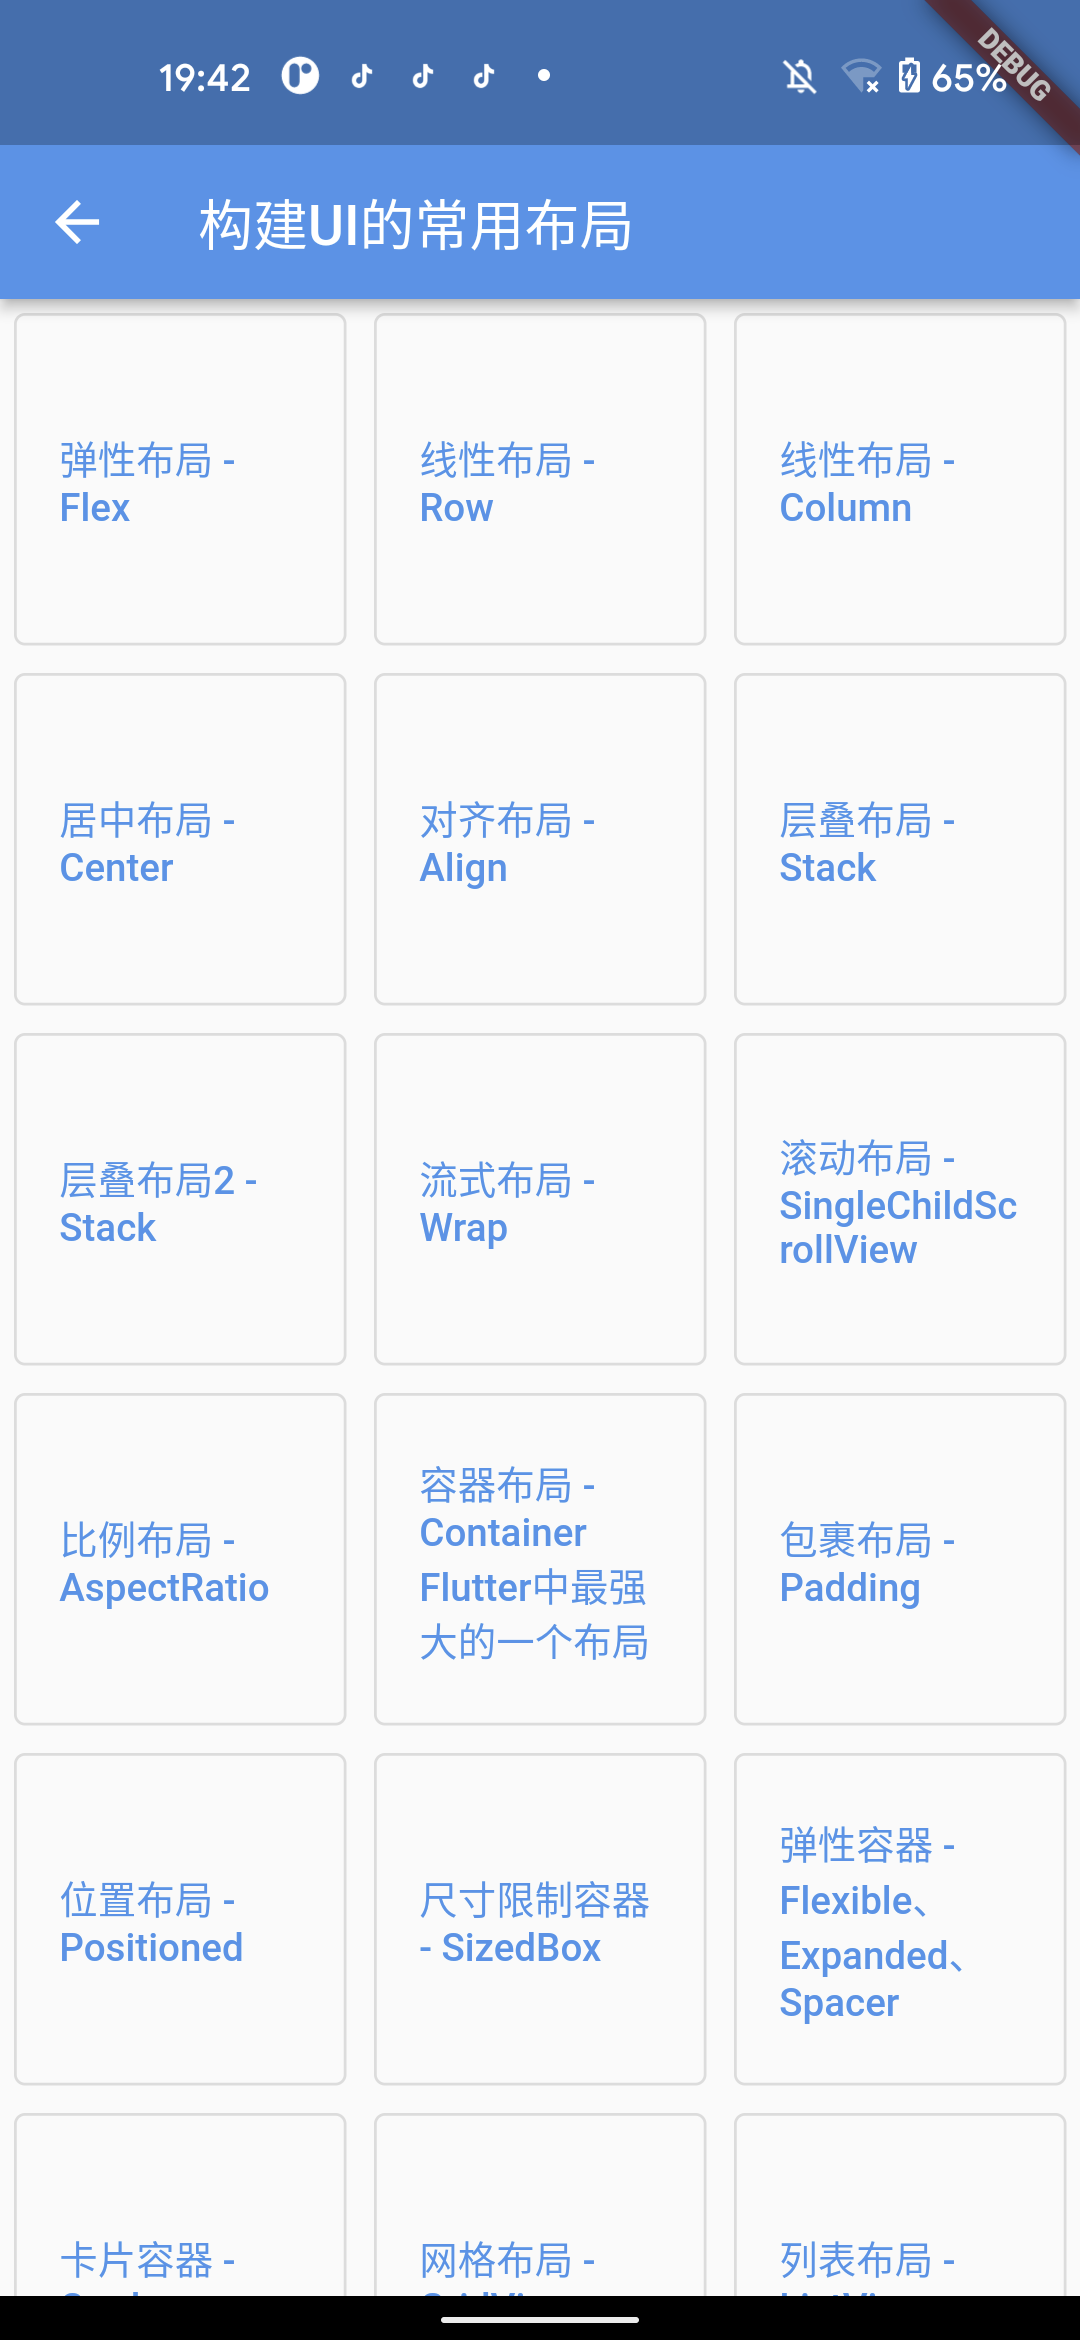 19:42
65%
DEBUG
构建UI的常用布局
弹性布局 -
Flex
线性布局 -
Row
线性布局 -
Column
居中布局 -
Center
对齐布局 -
Align
层叠布局 -
Stack
层叠布局2 -
Stack
流式布局 -
Wrap
滚动布局 -
SingleChildSc
rollView
比例布局 -
AspectRatio
容器布局 -
Container
Flutter中最强
大的一个布局
包裹布局 -
Padding
位置布局 -
Positioned
尺寸限制容器
- SizedBox
弹性容器 -
Flexible、
Expanded、
Spacer
卡片容器 -
网格布局 -
列表布局 -